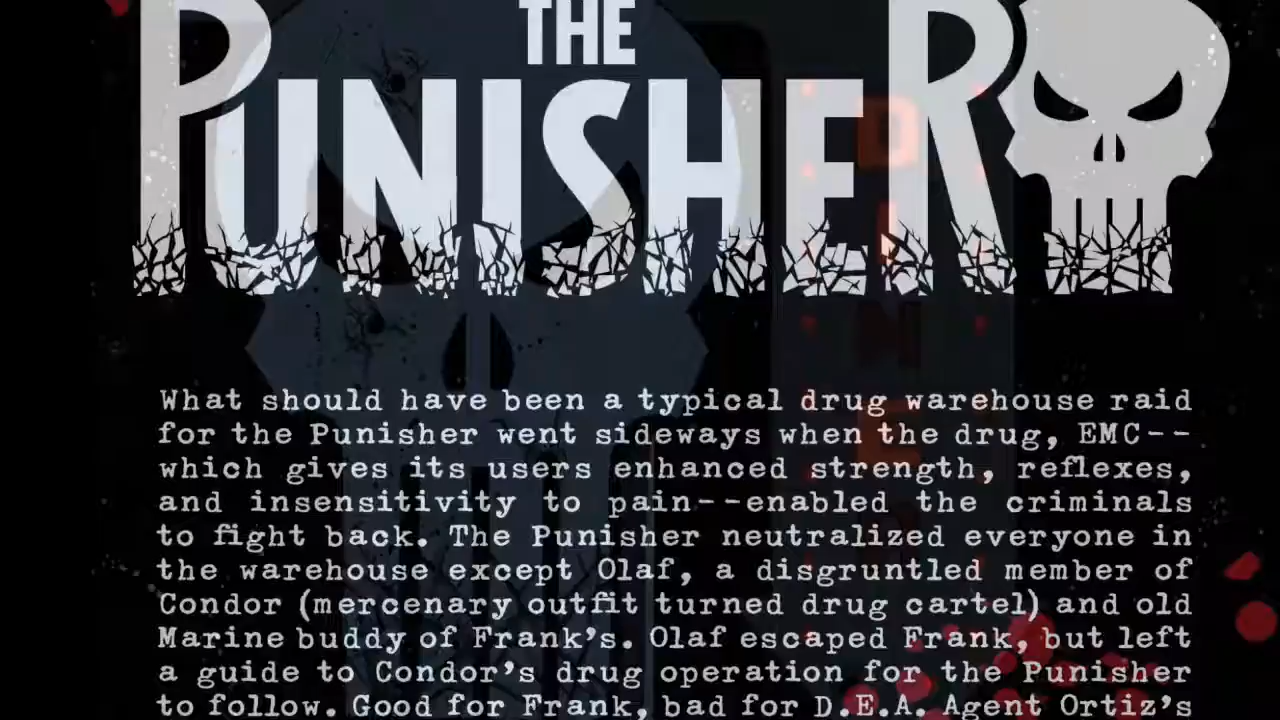 THE
PUNISHER
What should have been a typical drug warehouse raid
for the Punisher went sideways when the drug, EMC--
which gives its users enhanced strength, reflexes,
and insensitivity to pain--enabled the criminals
to fight back. The Punisher neutralized everyone in
the warehouse except Olaf, a disgruntled member of
Condor (mercenary outfit turned drug cartel) and old
Marine buddy of Frank's. Olaf escaped Frank, but left
a guide to Condor's drug operation for the Punisher
to follow. Good for Frank, bad for D.E.A. Agent Ortiz's